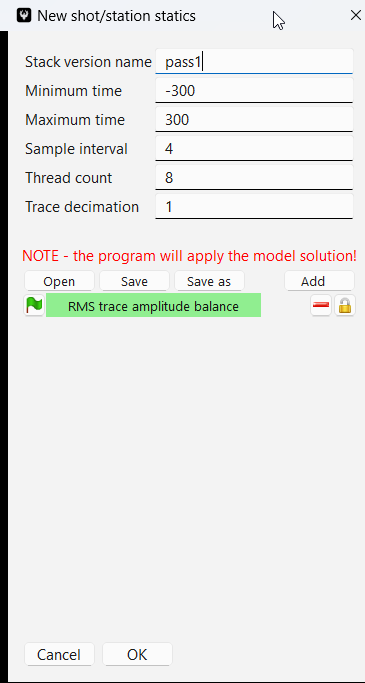 New shot/station statics
Stack version name pass1
Minimum time -300
Maximum time 300
Sample interval 4
Thread count 8
Trace decimation 1
NOTE - the program will apply the model solution!
Open Save Save as Add
RMS trace amplitude balance
Cancel OK